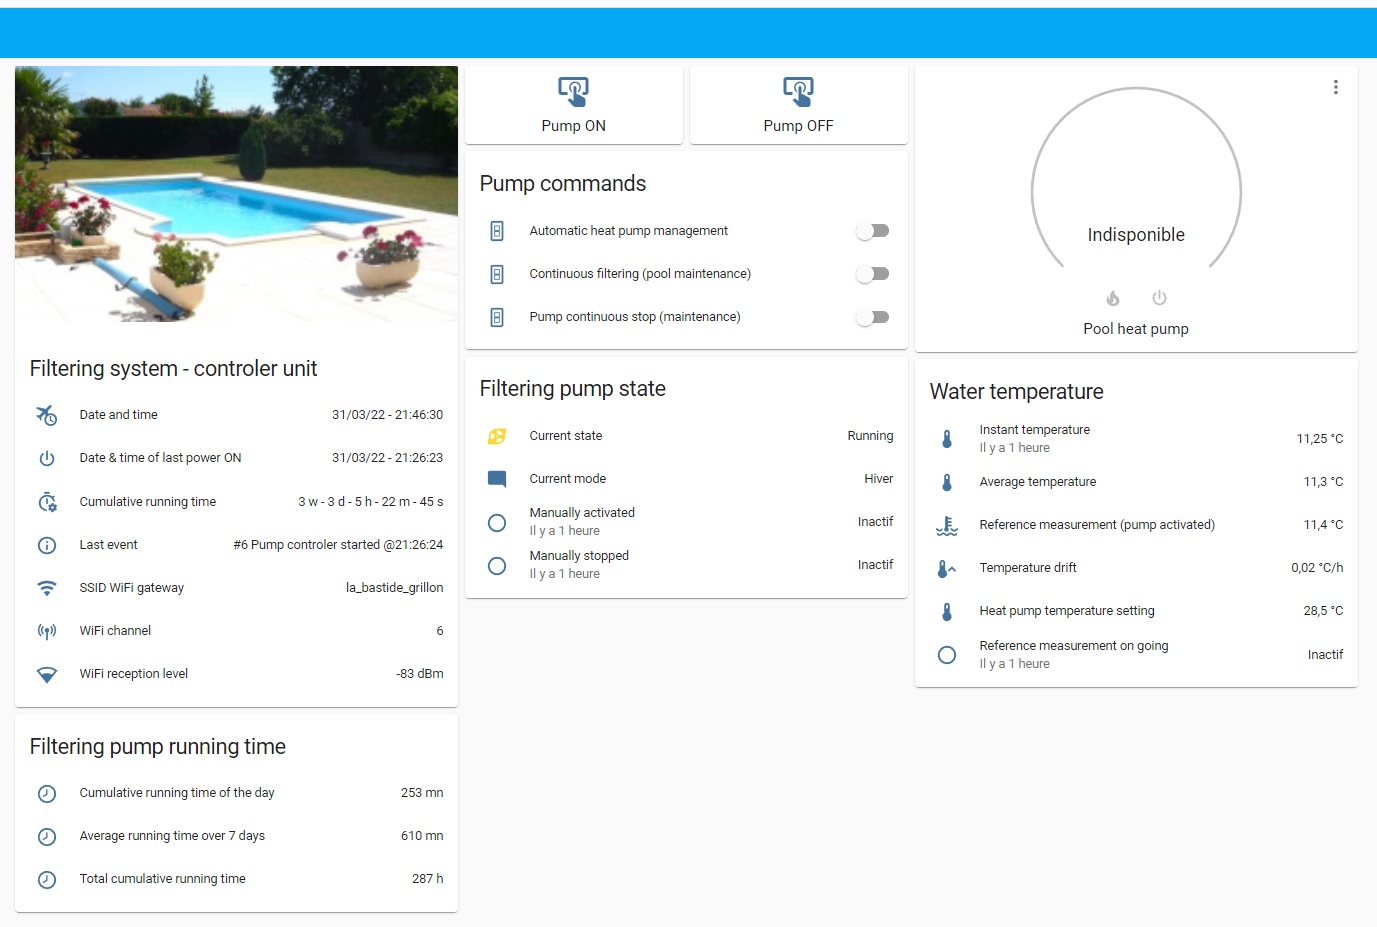 Pump ON
Pump OFF
Pump commands
Automatic heat pump management
Continuous filtering (pool maintenance)
Pump continuous stop (maintenance)
Indisponible
Pool heat pump
Filtering system - controler unit
Date and time 31/03/22 - 21:46:30
Date & time of last power ON 31/03/22 - 21:26:23
Cumulative running time 3 w - 3 d - 5 h - 22 m - 45 s
Last event #6 Pump controler started @21:26:24
SSID WiFi gateway la_bastide_grillon
WiFi channel 6
WiFi reception level -83 dBm
Filtering pump running time
Cumulative running time of the day 253 mn
Average running time over 7 days 610 mn
Total cumulative running time 287 h
Filtering pump state
Current state Running
Current mode Hiver
Manually activated Inactif
Il y a 1 heure
Manually stopped Inactif
Il y a 1 heure
Water temperature
Instant temperature 11,25 °C
Il y a 1 heure
Average temperature 11,3 °C
Reference measurement (pump activated) 11,4 °C
Temperature drift 0,02 °C/h
Heat pump temperature setting 28,5 °C
Reference measurement on going Inactif
Il y a 1 heure